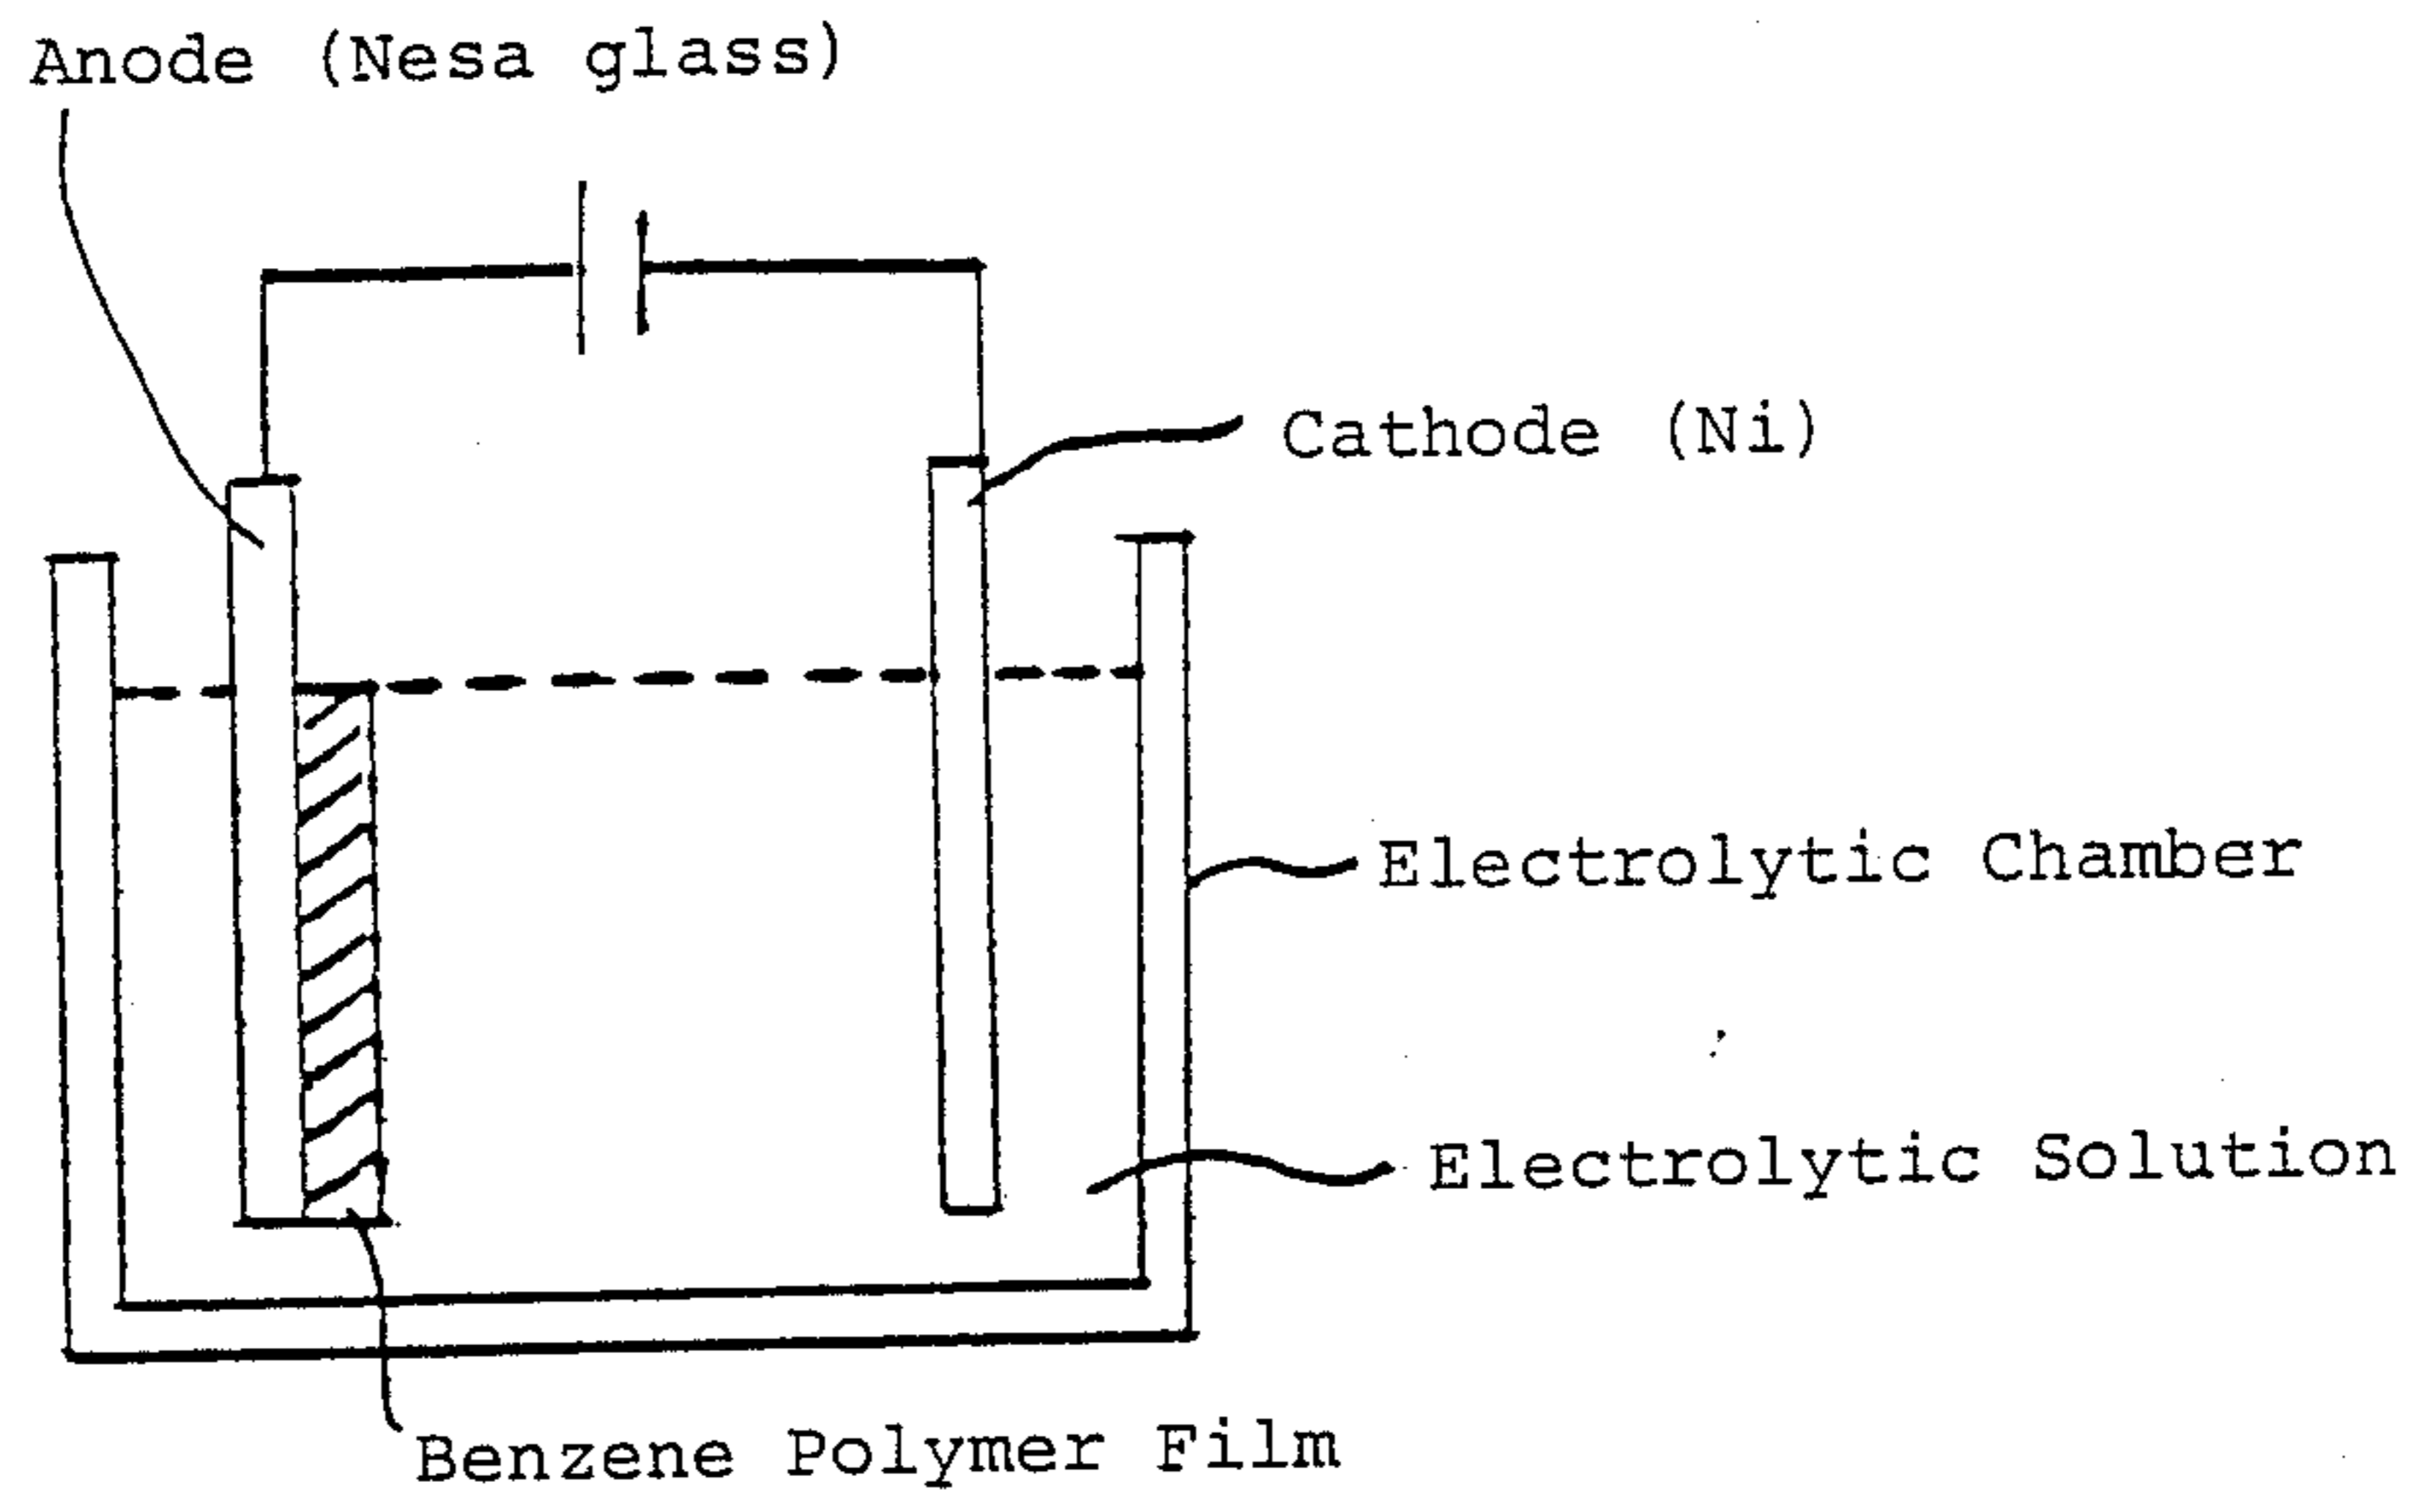 Anode (Nesa glass)
Cathode (Ni)
Electrolytic Chamber
Electrolytic Solution
Benzene Polymer Film